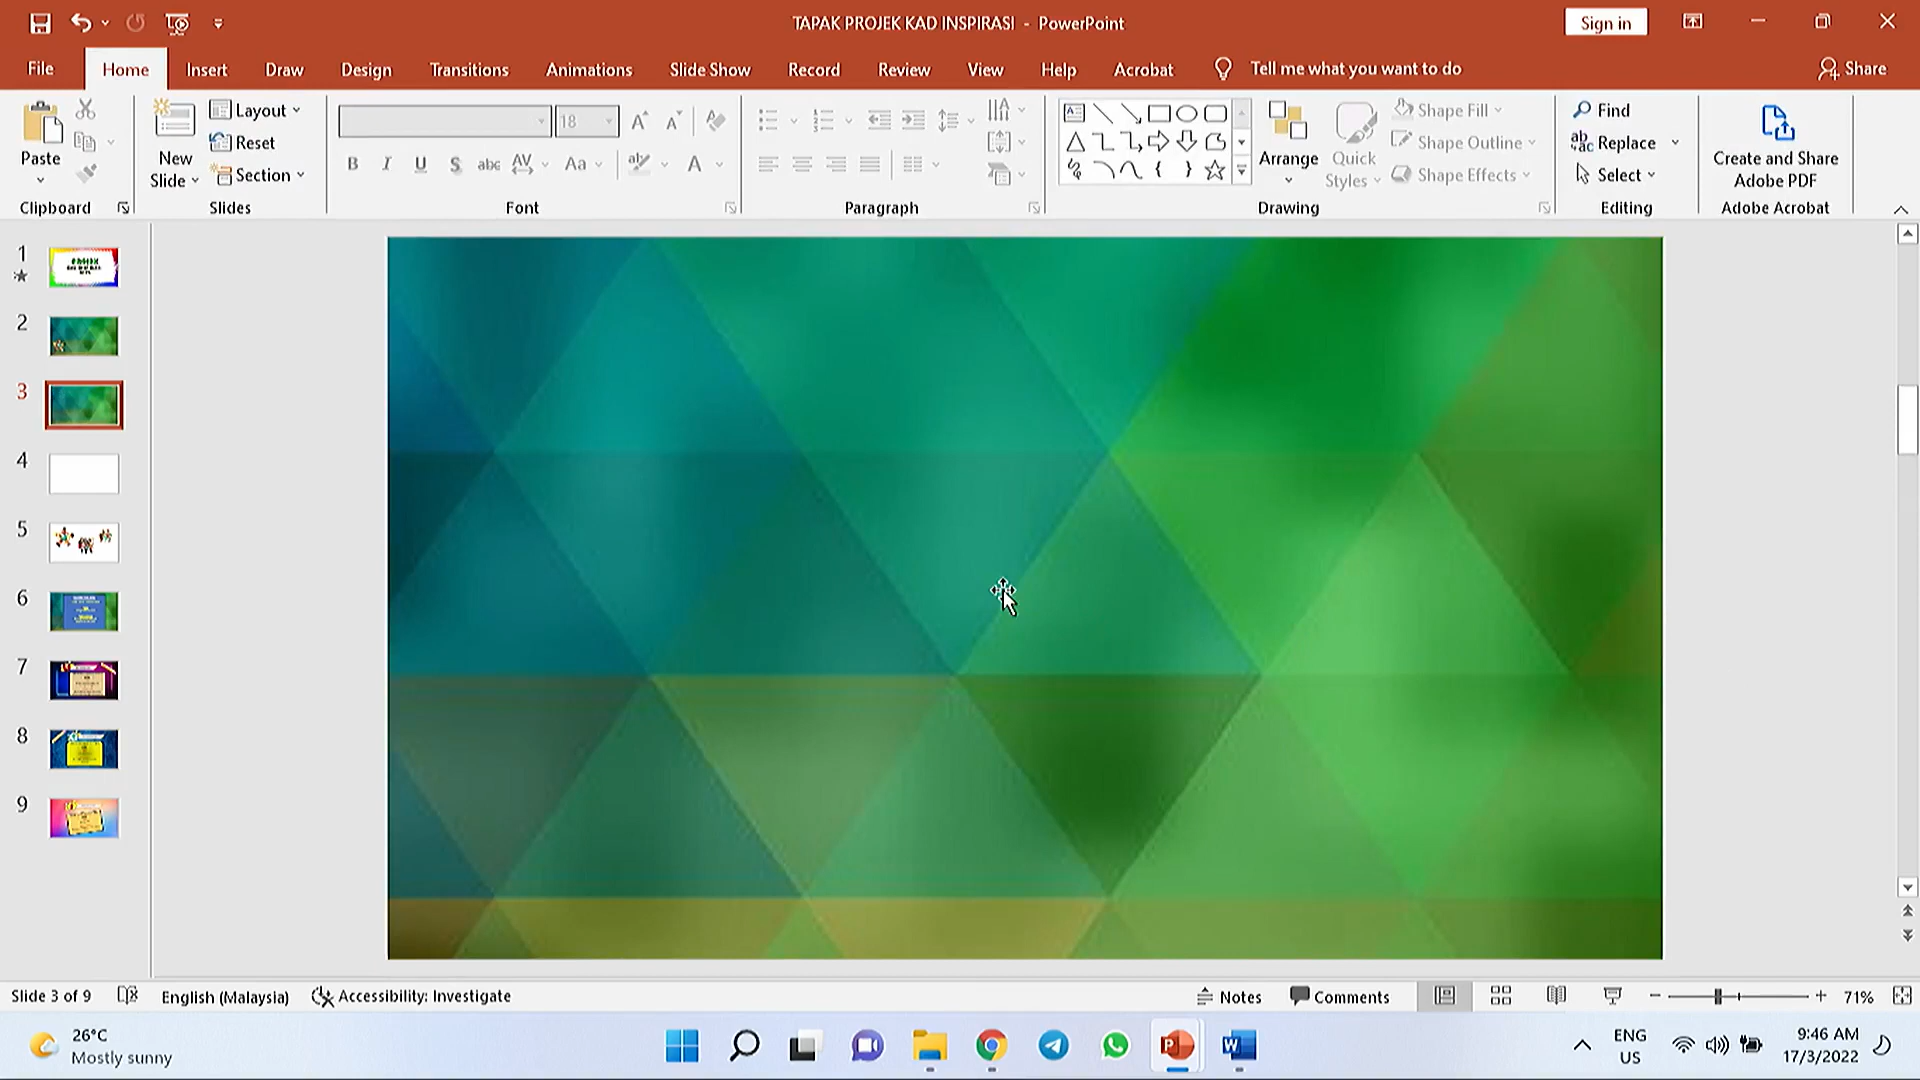 TAPAK PROJEK KAD INSPIRASI - PowerPoint
Sign in
File
Home
Insert
Draw
Design
Transitions
Animations
Slide Show
Record
Review
View
Help
Acrobat
Tell me what you want to do
Share
Paste
Clipboard
New
Slide
Layout
Reset
Section
Slides
18
B I U S abc AV Aa A
Font
Paragraph
Arrange
Quick
Styles
Shape Fill
Shape Outline
Shape Effects
Drawing
Find
Replace
Select
Editing
Create and Share
Adobe PDF
Adobe Acrobat
1
2
3
4
5
6
7
8
9
Slide 3 of 9
English (Malaysia)
Accessibility: Investigate
Notes
Comments
71%
26°C
Mostly sunny
ENG
US
9:46 AM
17/3/2022